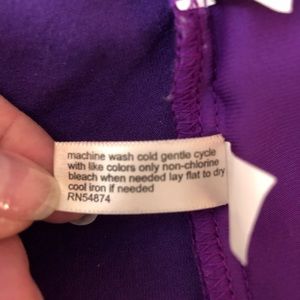 machine wash cold gentle cycle
with like colors only non-chlorine
bleach when needed lay flat to dry
cool iron if needed
RN54874